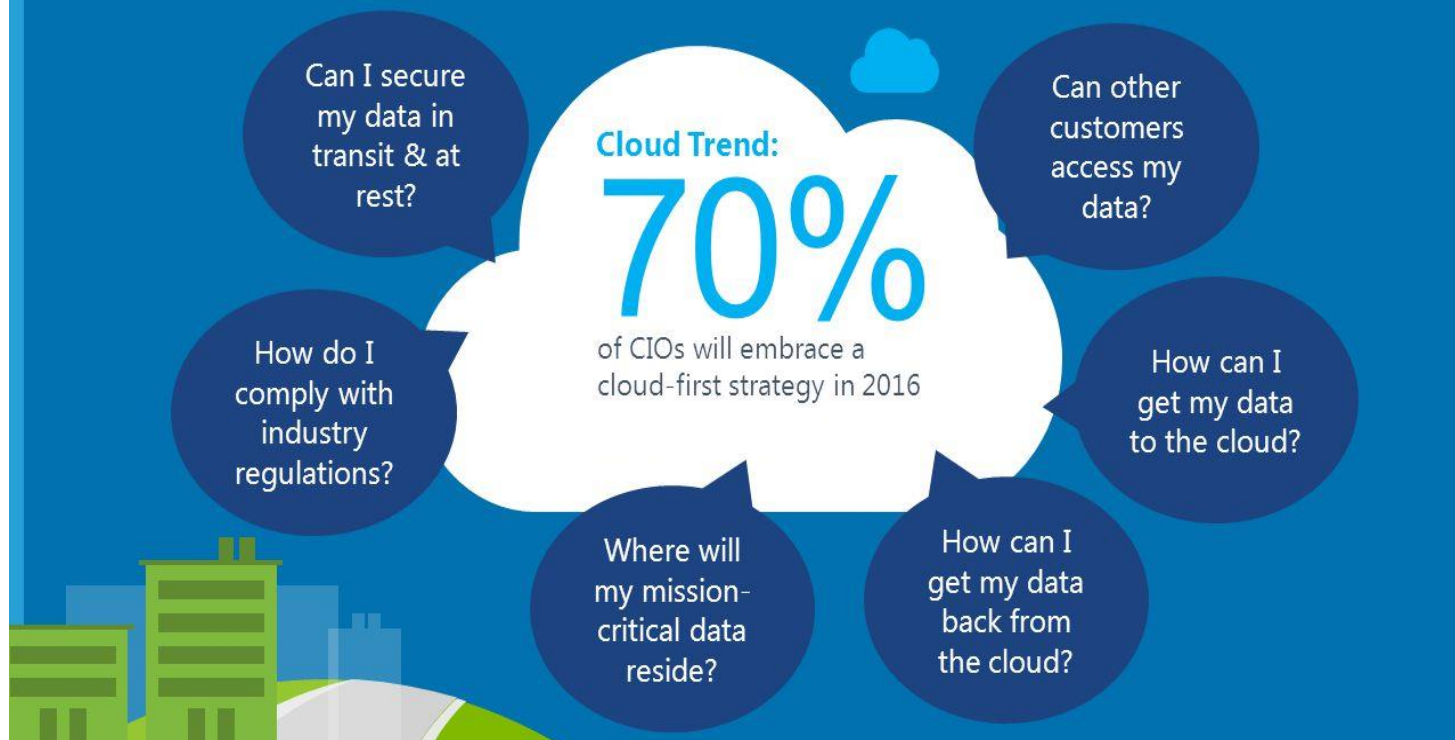 Can I secure
my data in
transit & at
rest?
Cloud Trend:
70%
of CIOs will embrace a
cloud-first strategy in 2016
Can other
customers
access my
data?
How do I
comply with
industry
regulations?
How can I
get my data
to the cloud?
Where will
my mission-
critical data
reside?
How can I
get my data
back from
the cloud?